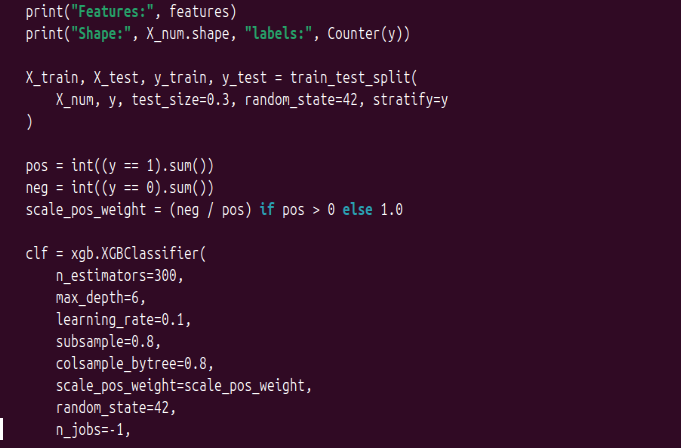 print("Features:", features)
print("Shape:", X_num.shape, "labels:", Counter(y))
X_train, X_test, y_train, y_test = train_test_split(
    X_num, y, test_size=0.3, random_state=42, stratify=y
)
pos = int((y == 1).sum())
neg = int((y == 0).sum())
scale_pos_weight = (neg / pos) if pos > 0 else 1.0
clf = xgb.XGBClassifier(
    n_estimators=300,
    max_depth=6,
    learning_rate=0.1,
    subsample=0.8,
    colsample_bytree=0.8,
    scale_pos_weight=scale_pos_weight,
    random_state=42,
    n_jobs=-1,